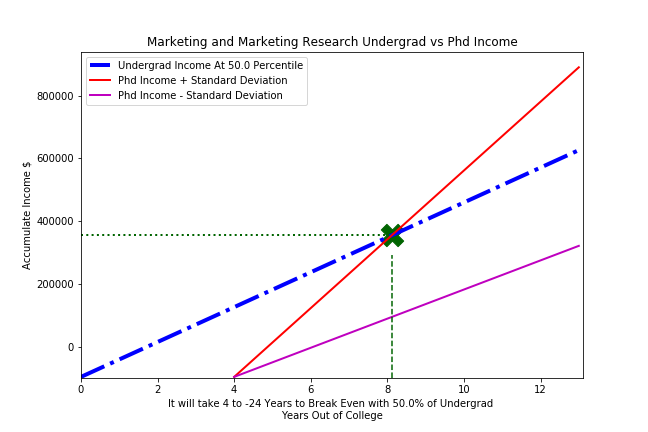 Marketing and Marketing Research Undergrad vs Phd Income
Undergrad Income At 50.0 Percentile
Phd Income + Standard Deviation
Phd Income - Standard Deviation
Accumulate Income $
800000
600000
400000
200000
0
0 2 4 6 8 10 12
It will take 4 to -24 Years to Break Even with 50.0% of Undergrad
Years Out of College